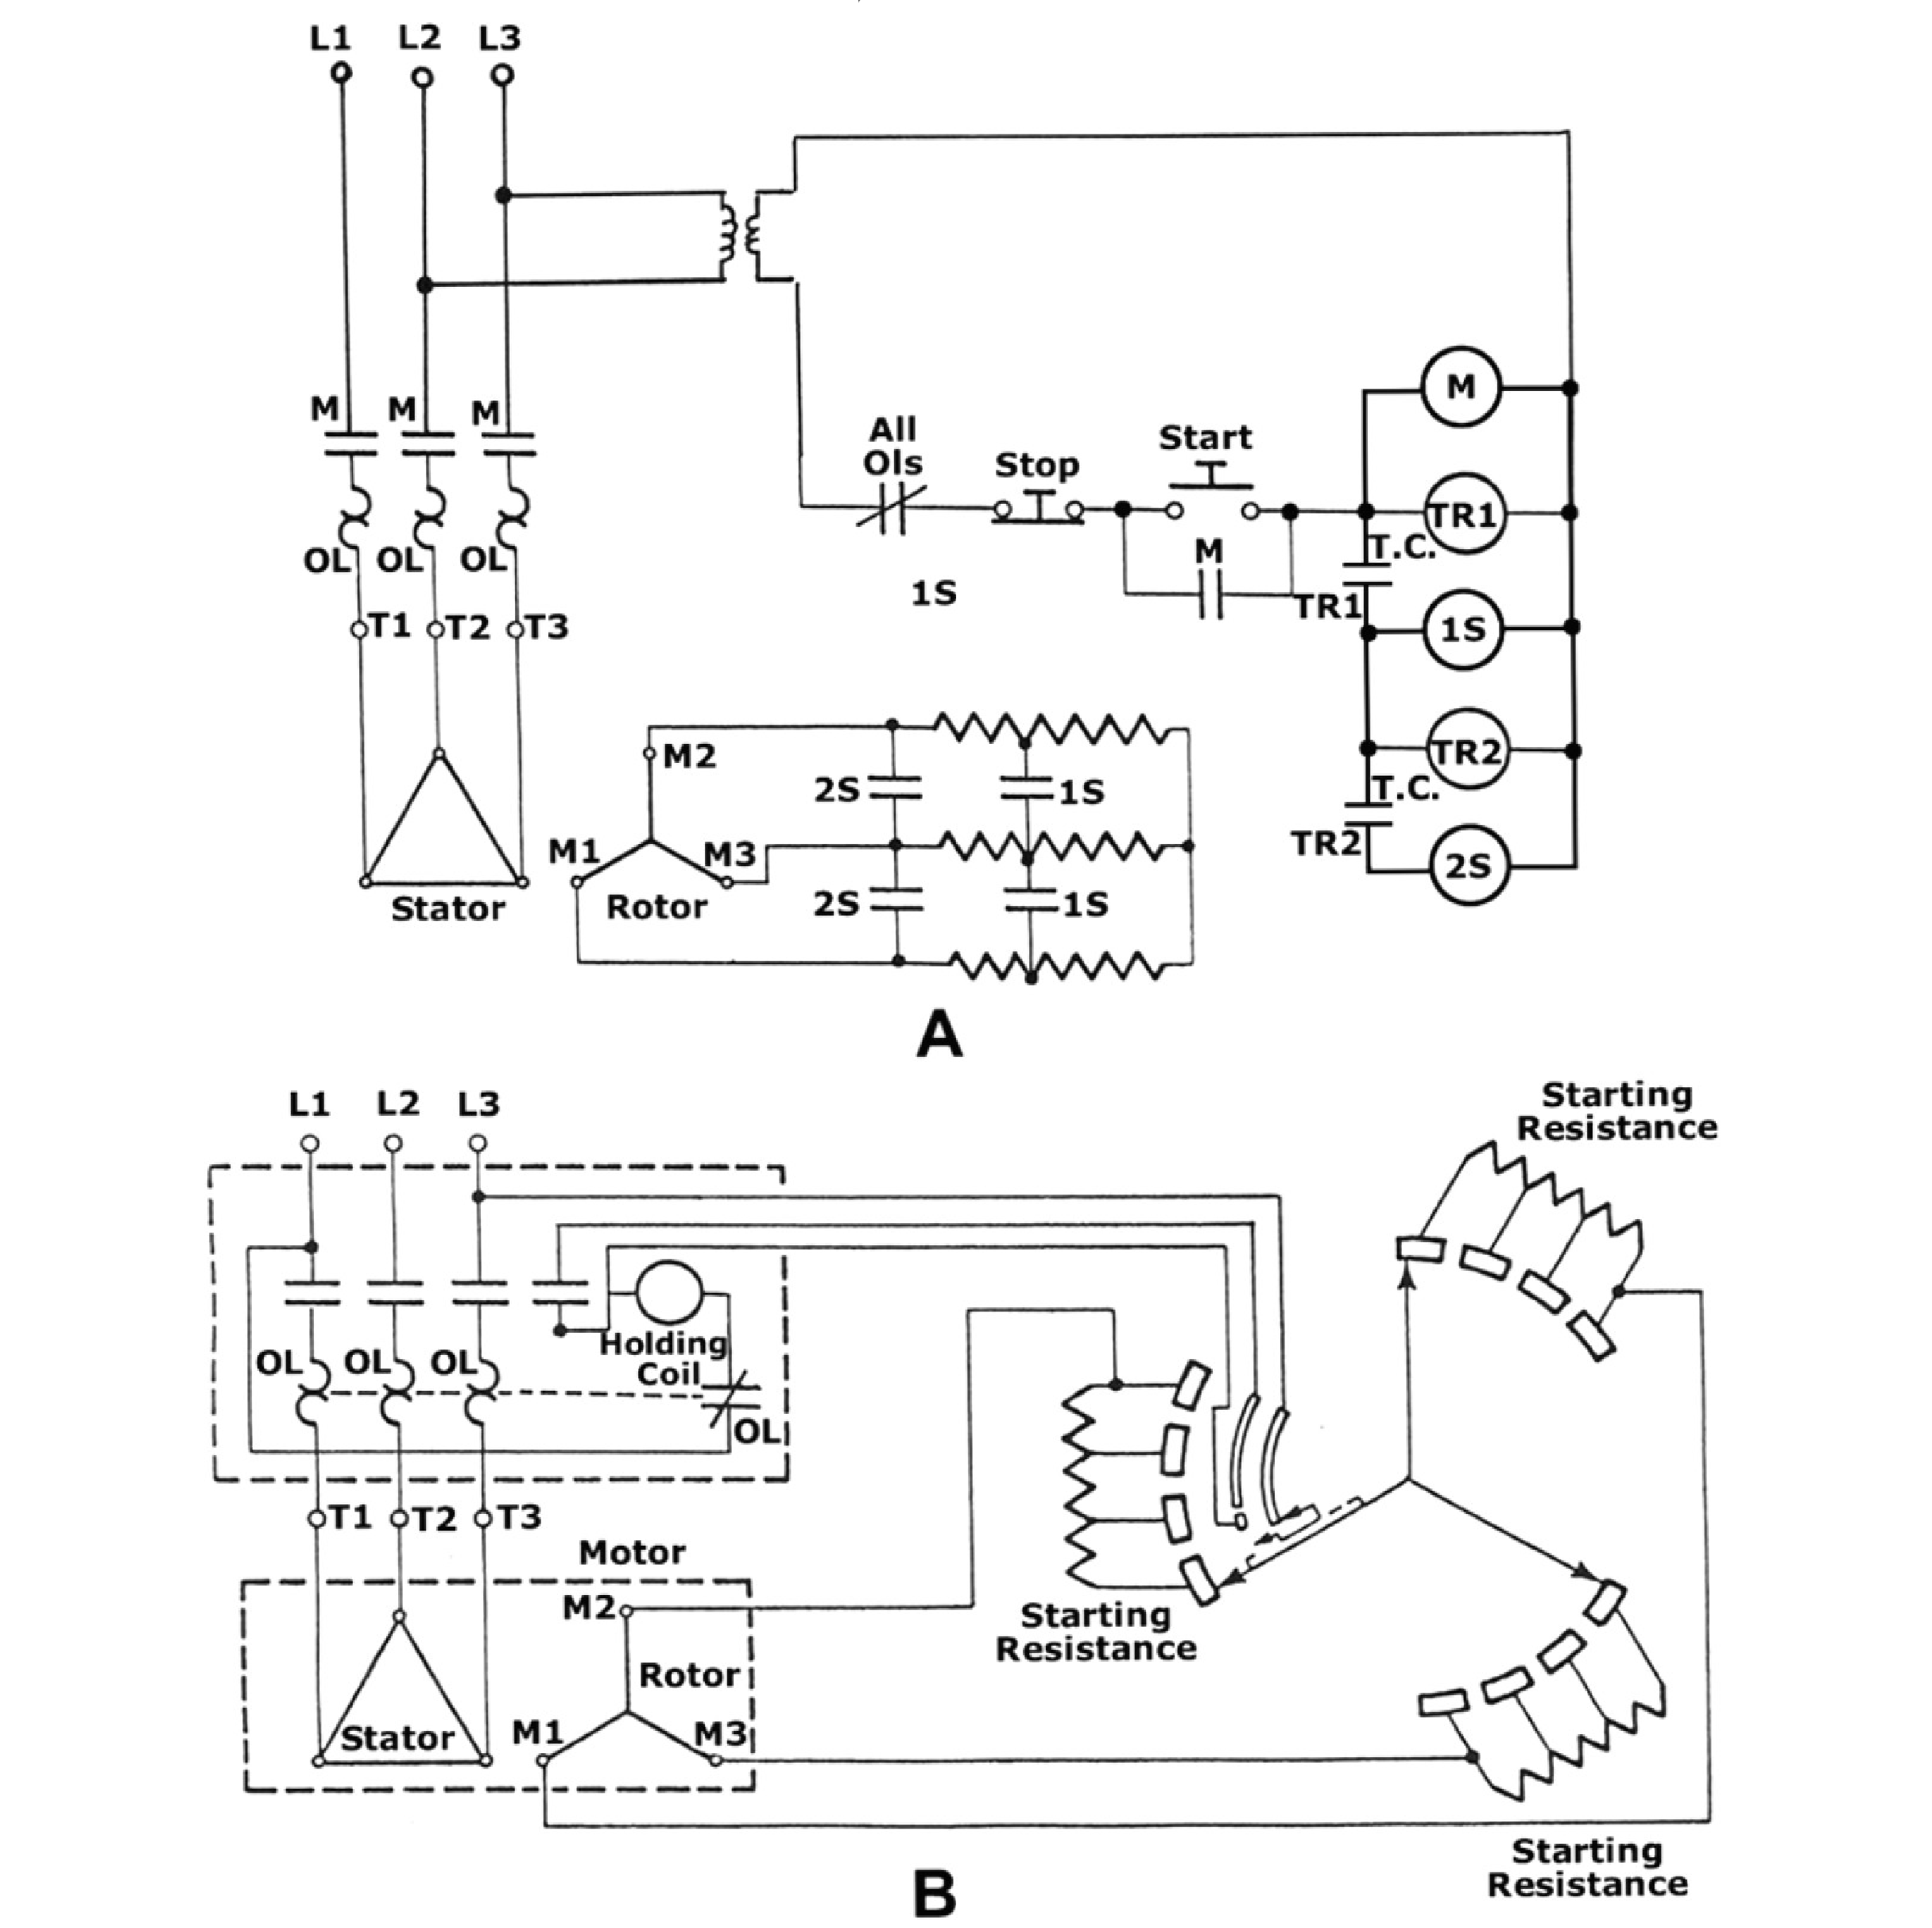 L1 L2 L3
M M M
OL OL OL
T1 T2 T3
Stator
All
Ols
Stop
Start
M
1S
M
TR1
T.C.
TR1
1S
TR2
T.C.
TR2
2S
M2
M1 M3
Rotor
2S 1S
2S 1S
A
L1 L2 L3
Starting
Resistance
Holding
Coil
OL OL OL
OL
T1 T2 T3
Motor
M2
Rotor
M1 M3
Stator
Starting
Resistance
Starting
Resistance
B